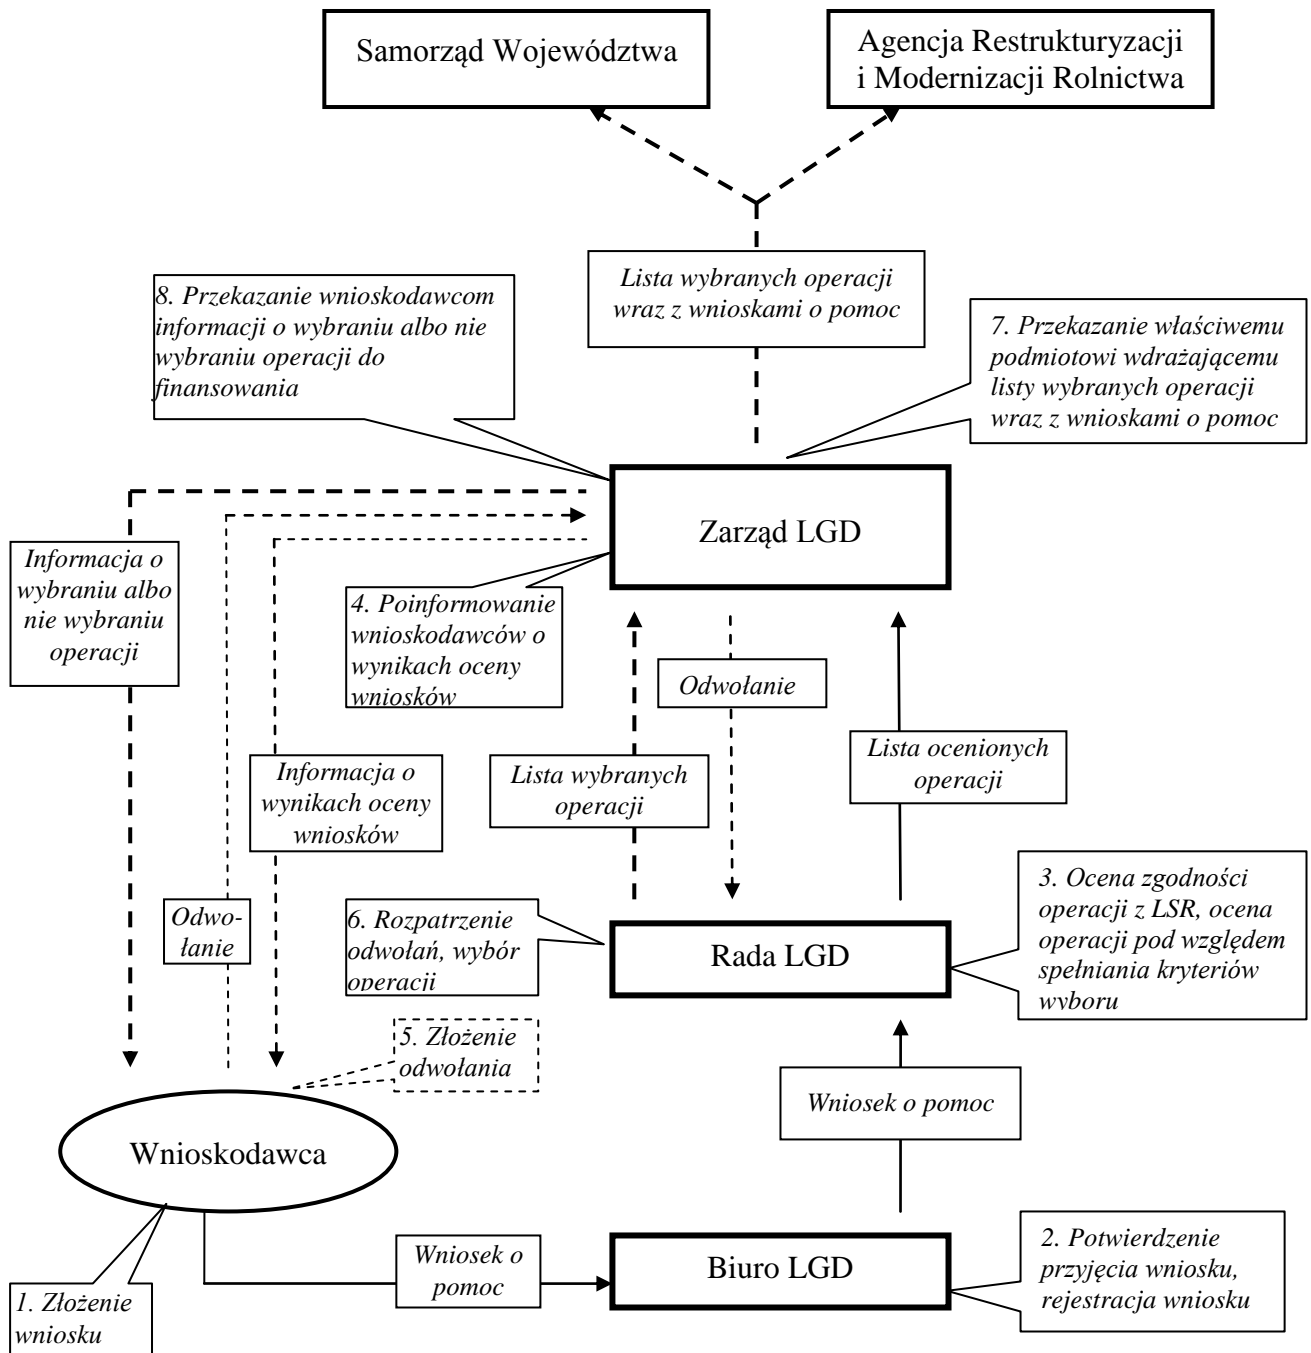 Samorząd Województwa
Agencja Restrukturyzacji
i Modernizacji Rolnictwa
Lista wybranych operacji
wraz z wnioskami o pomoc
8. Przekazanie wnioskodawcom
informacji o wybraniu albo nie
wybraniu operacji do
finansowania
7. Przekazanie właściwemu
podmiotowi wdrażającemu
listy wybranych operacji
wraz z wnioskami o pomoc
Zarząd LGD
Informacja o
wybraniu albo
nie wybraniu
operacji
4. Poinformowanie
wnioskodawców o
wynikach oceny
wniosków
Odwołanie
Lista ocenionych
operacji
Informacja o
wynikach oceny
wniosków
Lista wybranych
operacji
Odwo-
łanie
6. Rozpatrzenie
odwołań, wybór
operacji
Rada LGD
3. Ocena zgodności
operacji z LSR, ocena
operacji pod względem
spełniania kryteriów
wyboru
5. Złożenie
odwołania
Wniosek o pomoc
Wnioskodawca
Wniosek o
pomoc
Biuro LGD
2. Potwierdzenie
przyjęcia wniosku,
rejestracja wniosku
1. Złożenie
wniosku